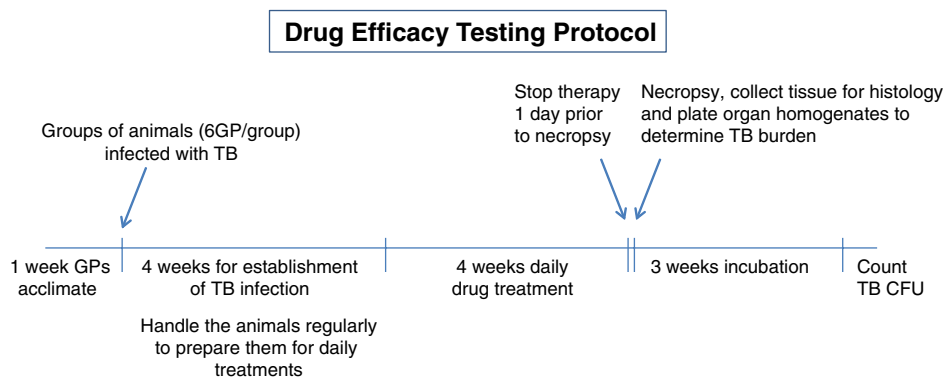 Drug Efficacy Testing Protocol
Groups of animals (6GP/group)
infected with TB
Stop therapy
1 day prior
to necropsy
Necropsy, collect tissue for histology
and plate organ homogenates to
determine TB burden
1 week GPs
acclimate
4 weeks for establishment
of TB infection
Handle the animals regularly
to prepare them for daily
treatments
4 weeks daily
drug treatment
3 weeks incubation
Count
TB CFU